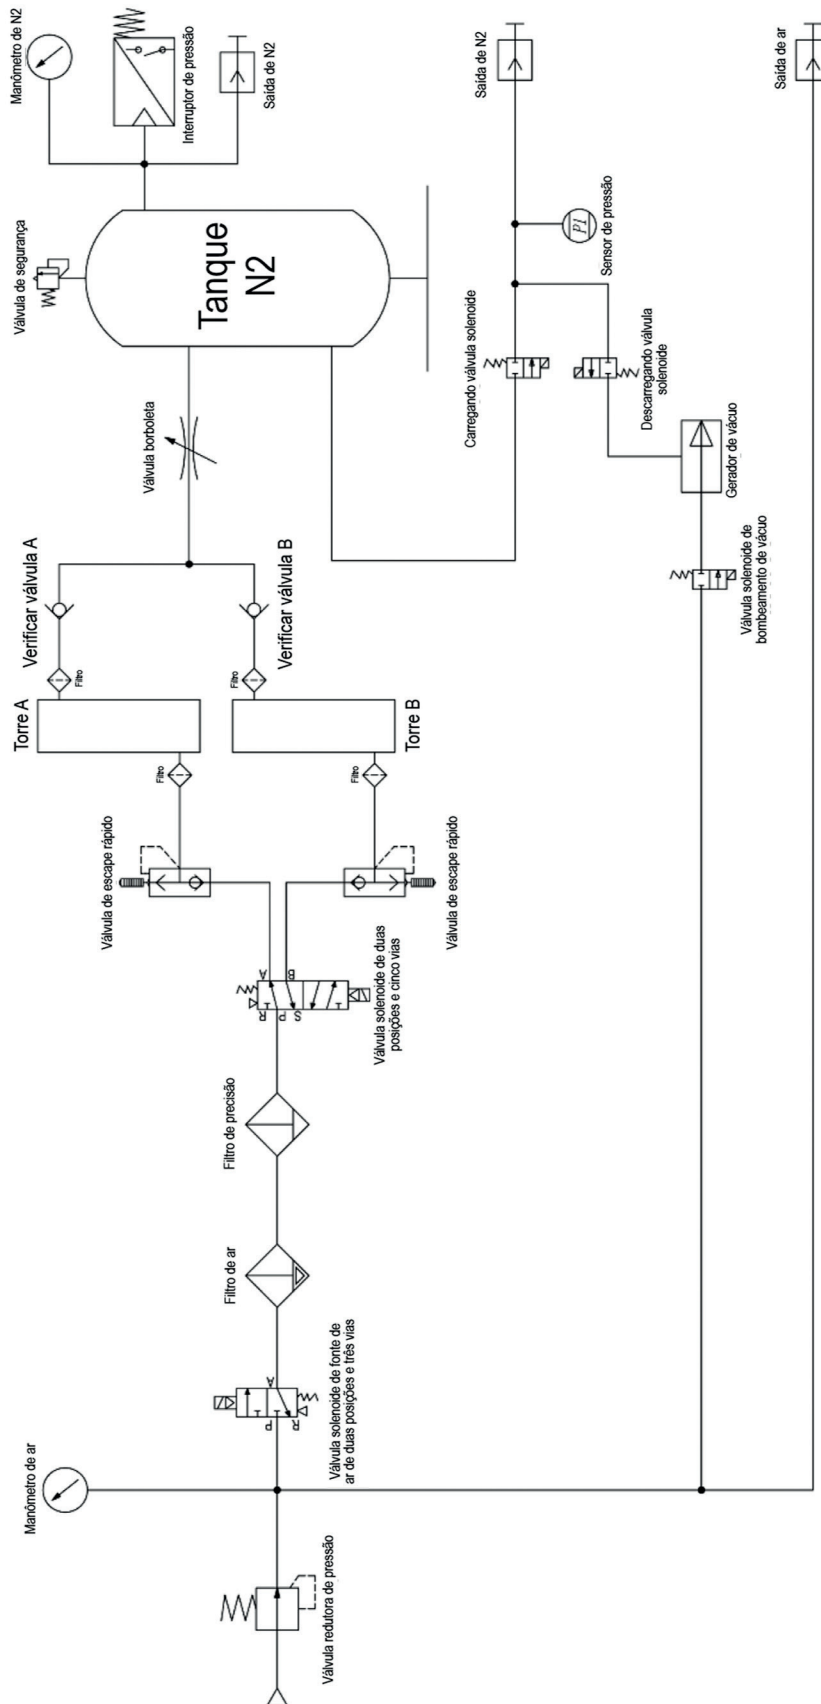 Manômetro de N2
Interruptor de pressão
Saída de N2
Válvula de segurança
Tanque
N2
Válvula borboleta
Verificar válvula A
Verificar válvula B
Filtro
Filtro
Torre A
Torre B
Filtro
Filtro
Válvula de escape rápido
Válvula de escape rápido
A
B
R
P
S
Válvula solenoide de duas
posições e cinco vias
Filtro de precisão
Filtro de ar
A
P
R
Válvula solenoide de fonte de
ar de duas posições e três vias
Manômetro de ar
Válvula redutora de pressão
Saída de N2
P1
Sensor de pressão
Carregando válvula solenoide
Descarregando válvula
solenoide
Gerador de vácuo
Válvula solenoide de
bombeamento de vácuo
Saída de ar